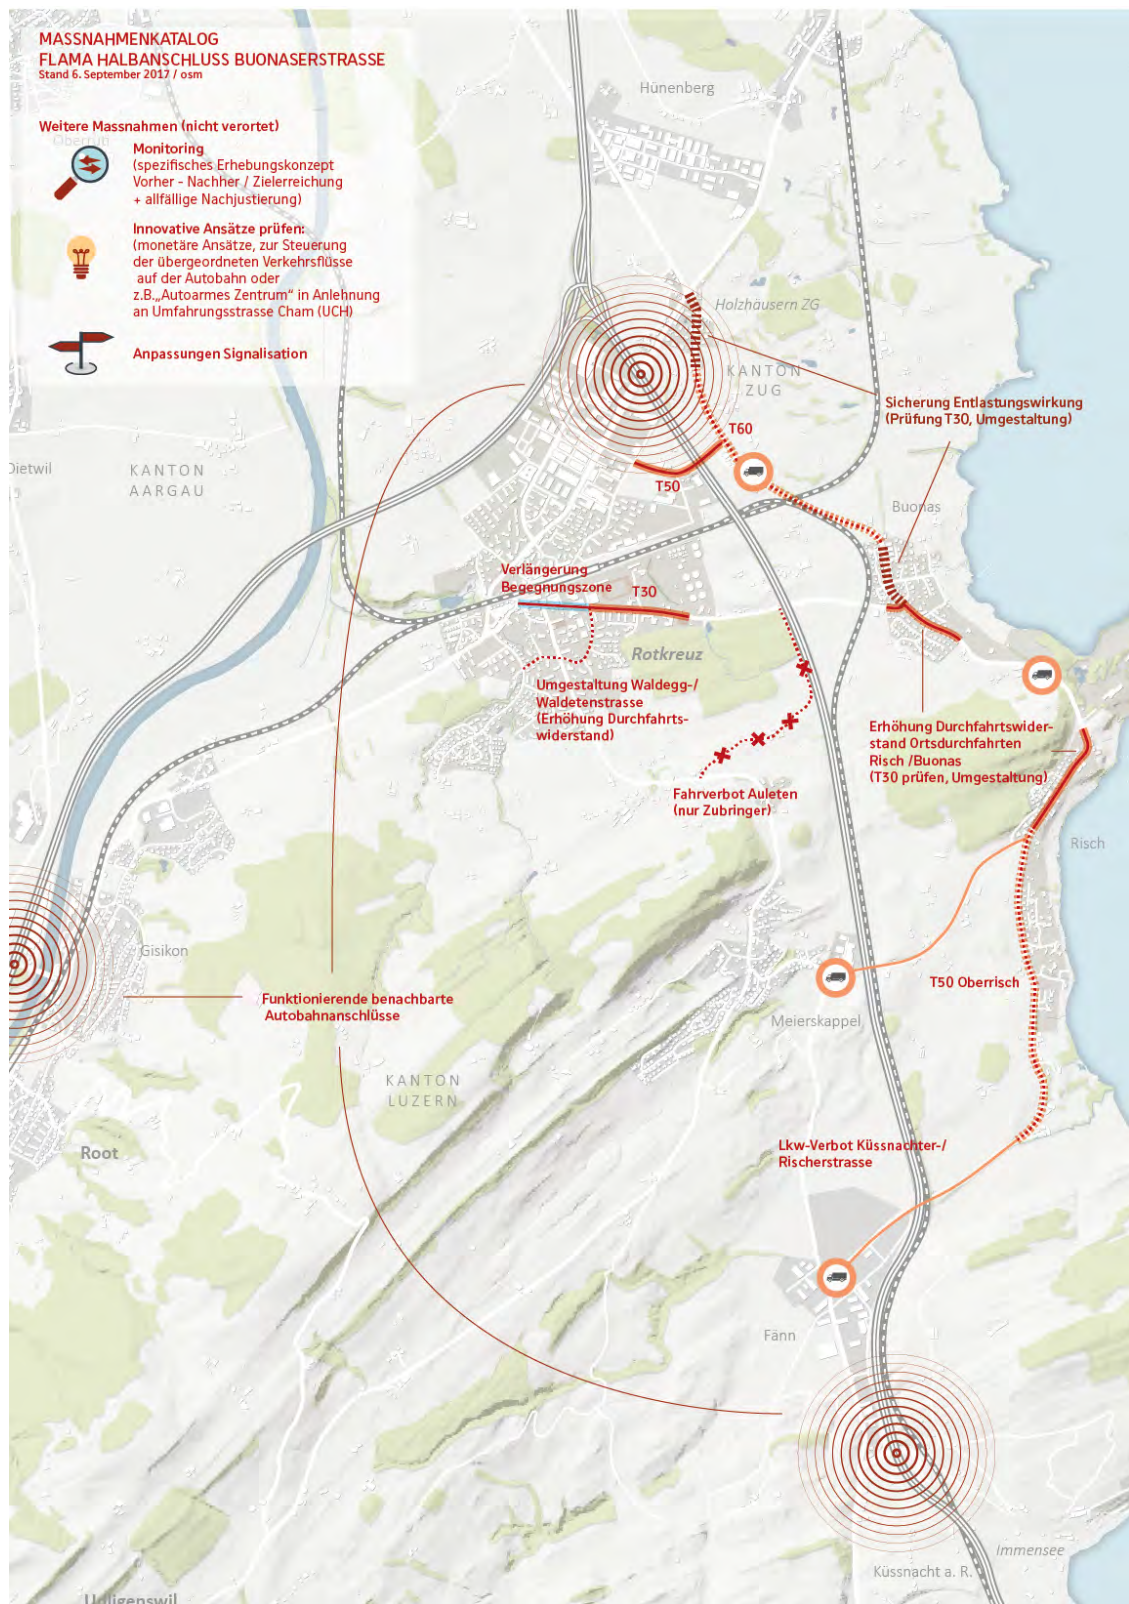 MASSNAHMENKATALOG
FLAMA HALBANSCHLUSS BUONASERSTRASSE
Stand 6. September 2017 / osm
Weitere Massnahmen (nicht verortet)
Oberrüti
Monitoring
(spezifisches Erhebungskonzept
Vorher - Nachher / Zielerreichung
+ allfällige Nachjustierung)
Innovative Ansätze prüfen:
(monetäre Ansätze, zur Steuerung
der übergeordneten Verkehrsflüsse
auf der Autobahn oder
z.B. „Autoarmes Zentrum“ in Anlehnung
an Umfahrungsstrasse Cham (UCH)
Anpassungen Signalisation
Hünenberg
Holzhäusern ZG
KANTON
ZUG
Sicherung Entlastungswirkung
(Prüfung T30, Umgestaltung)
T60
T50
Dietwil
KANTON
AARGAU
Buonas
Verlängerung
Begegnungszone
T30
Rotkreuz
Umgestaltung Waldegg-/
Waldetenstrasse
(Erhöhung Durchfahrts-
widerstand)
Erhöhung Durchfahrtswider-
stand Ortsdurchfahrten
Risch /Buonas
(T30 prüfen, Umgestaltung)
Fahrverbot Auleten
(nur Zubringer)
Risch
Gisikon
T50 Oberrisch
Funktionierende benachbarte
Autobahnanschlüsse
Meierskappel
KANTON
LUZERN
Root
Lkw-Verbot Küssnachter-/
Rischerstrasse
Fänn
Immensee
Küssnacht a. R.
Udligenswil